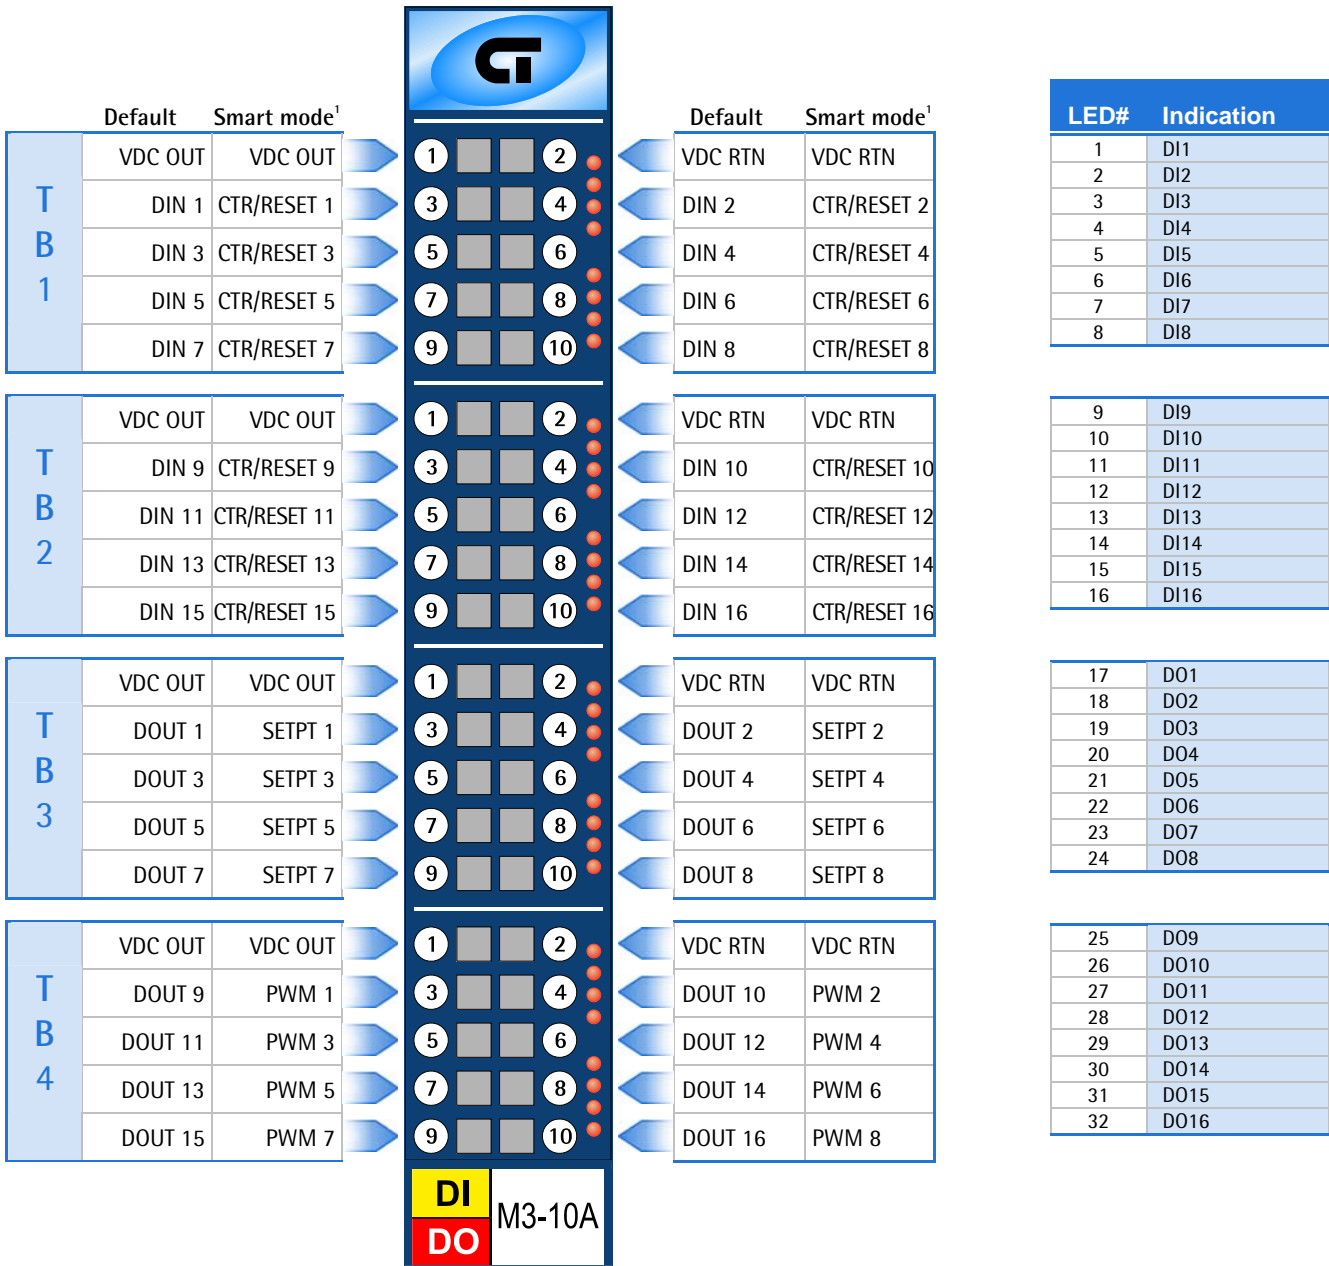 CT
Default Smart mode¹ Default Smart mode¹ LED# Indication
TB1
VDC OUT VDC OUT 1 2 VDC RTN VDC RTN
DIN 1 CTR/RESET 1 3 4 DIN 2 CTR/RESET 2
DIN 3 CTR/RESET 3 5 6 DIN 4 CTR/RESET 4
DIN 5 CTR/RESET 5 7 8 DIN 6 CTR/RESET 6
DIN 7 CTR/RESET 7 9 10 DIN 8 CTR/RESET 8
1 DI1
2 DI2
3 DI3
4 DI4
5 DI5
6 DI6
7 DI7
8 DI8
TB2
VDC OUT VDC OUT 1 2 VDC RTN VDC RTN
DIN 9 CTR/RESET 9 3 4 DIN 10 CTR/RESET 10
DIN 11 CTR/RESET 11 5 6 DIN 12 CTR/RESET 12
DIN 13 CTR/RESET 13 7 8 DIN 14 CTR/RESET 14
DIN 15 CTR/RESET 15 9 10 DIN 16 CTR/RESET 16
9 DI9
10 DI10
11 DI11
12 DI12
13 DI13
14 DI14
15 DI15
16 DI16
TB3
VDC OUT VDC OUT 1 2 VDC RTN VDC RTN
DOUT 1 SETPT 1 3 4 DOUT 2 SETPT 2
DOUT 3 SETPT 3 5 6 DOUT 4 SETPT 4
DOUT 5 SETPT 5 7 8 DOUT 6 SETPT 6
DOUT 7 SETPT 7 9 10 DOUT 8 SETPT 8
17 DO1
18 DO2
19 DO3
20 DO4
21 DO5
22 DO6
23 DO7
24 DO8
TB4
VDC OUT VDC OUT 1 2 VDC RTN VDC RTN
DOUT 9 PWM 1 3 4 DOUT 10 PWM 2
DOUT 11 PWM 3 5 6 DOUT 12 PWM 4
DOUT 13 PWM 5 7 8 DOUT 14 PWM 6
DOUT 15 PWM 7 9 10 DOUT 16 PWM 8
25 DO9
26 DO10
27 DO11
28 DO12
29 DO13
30 DO14
31 DO15
32 DO16
DI
DO
M3-10A